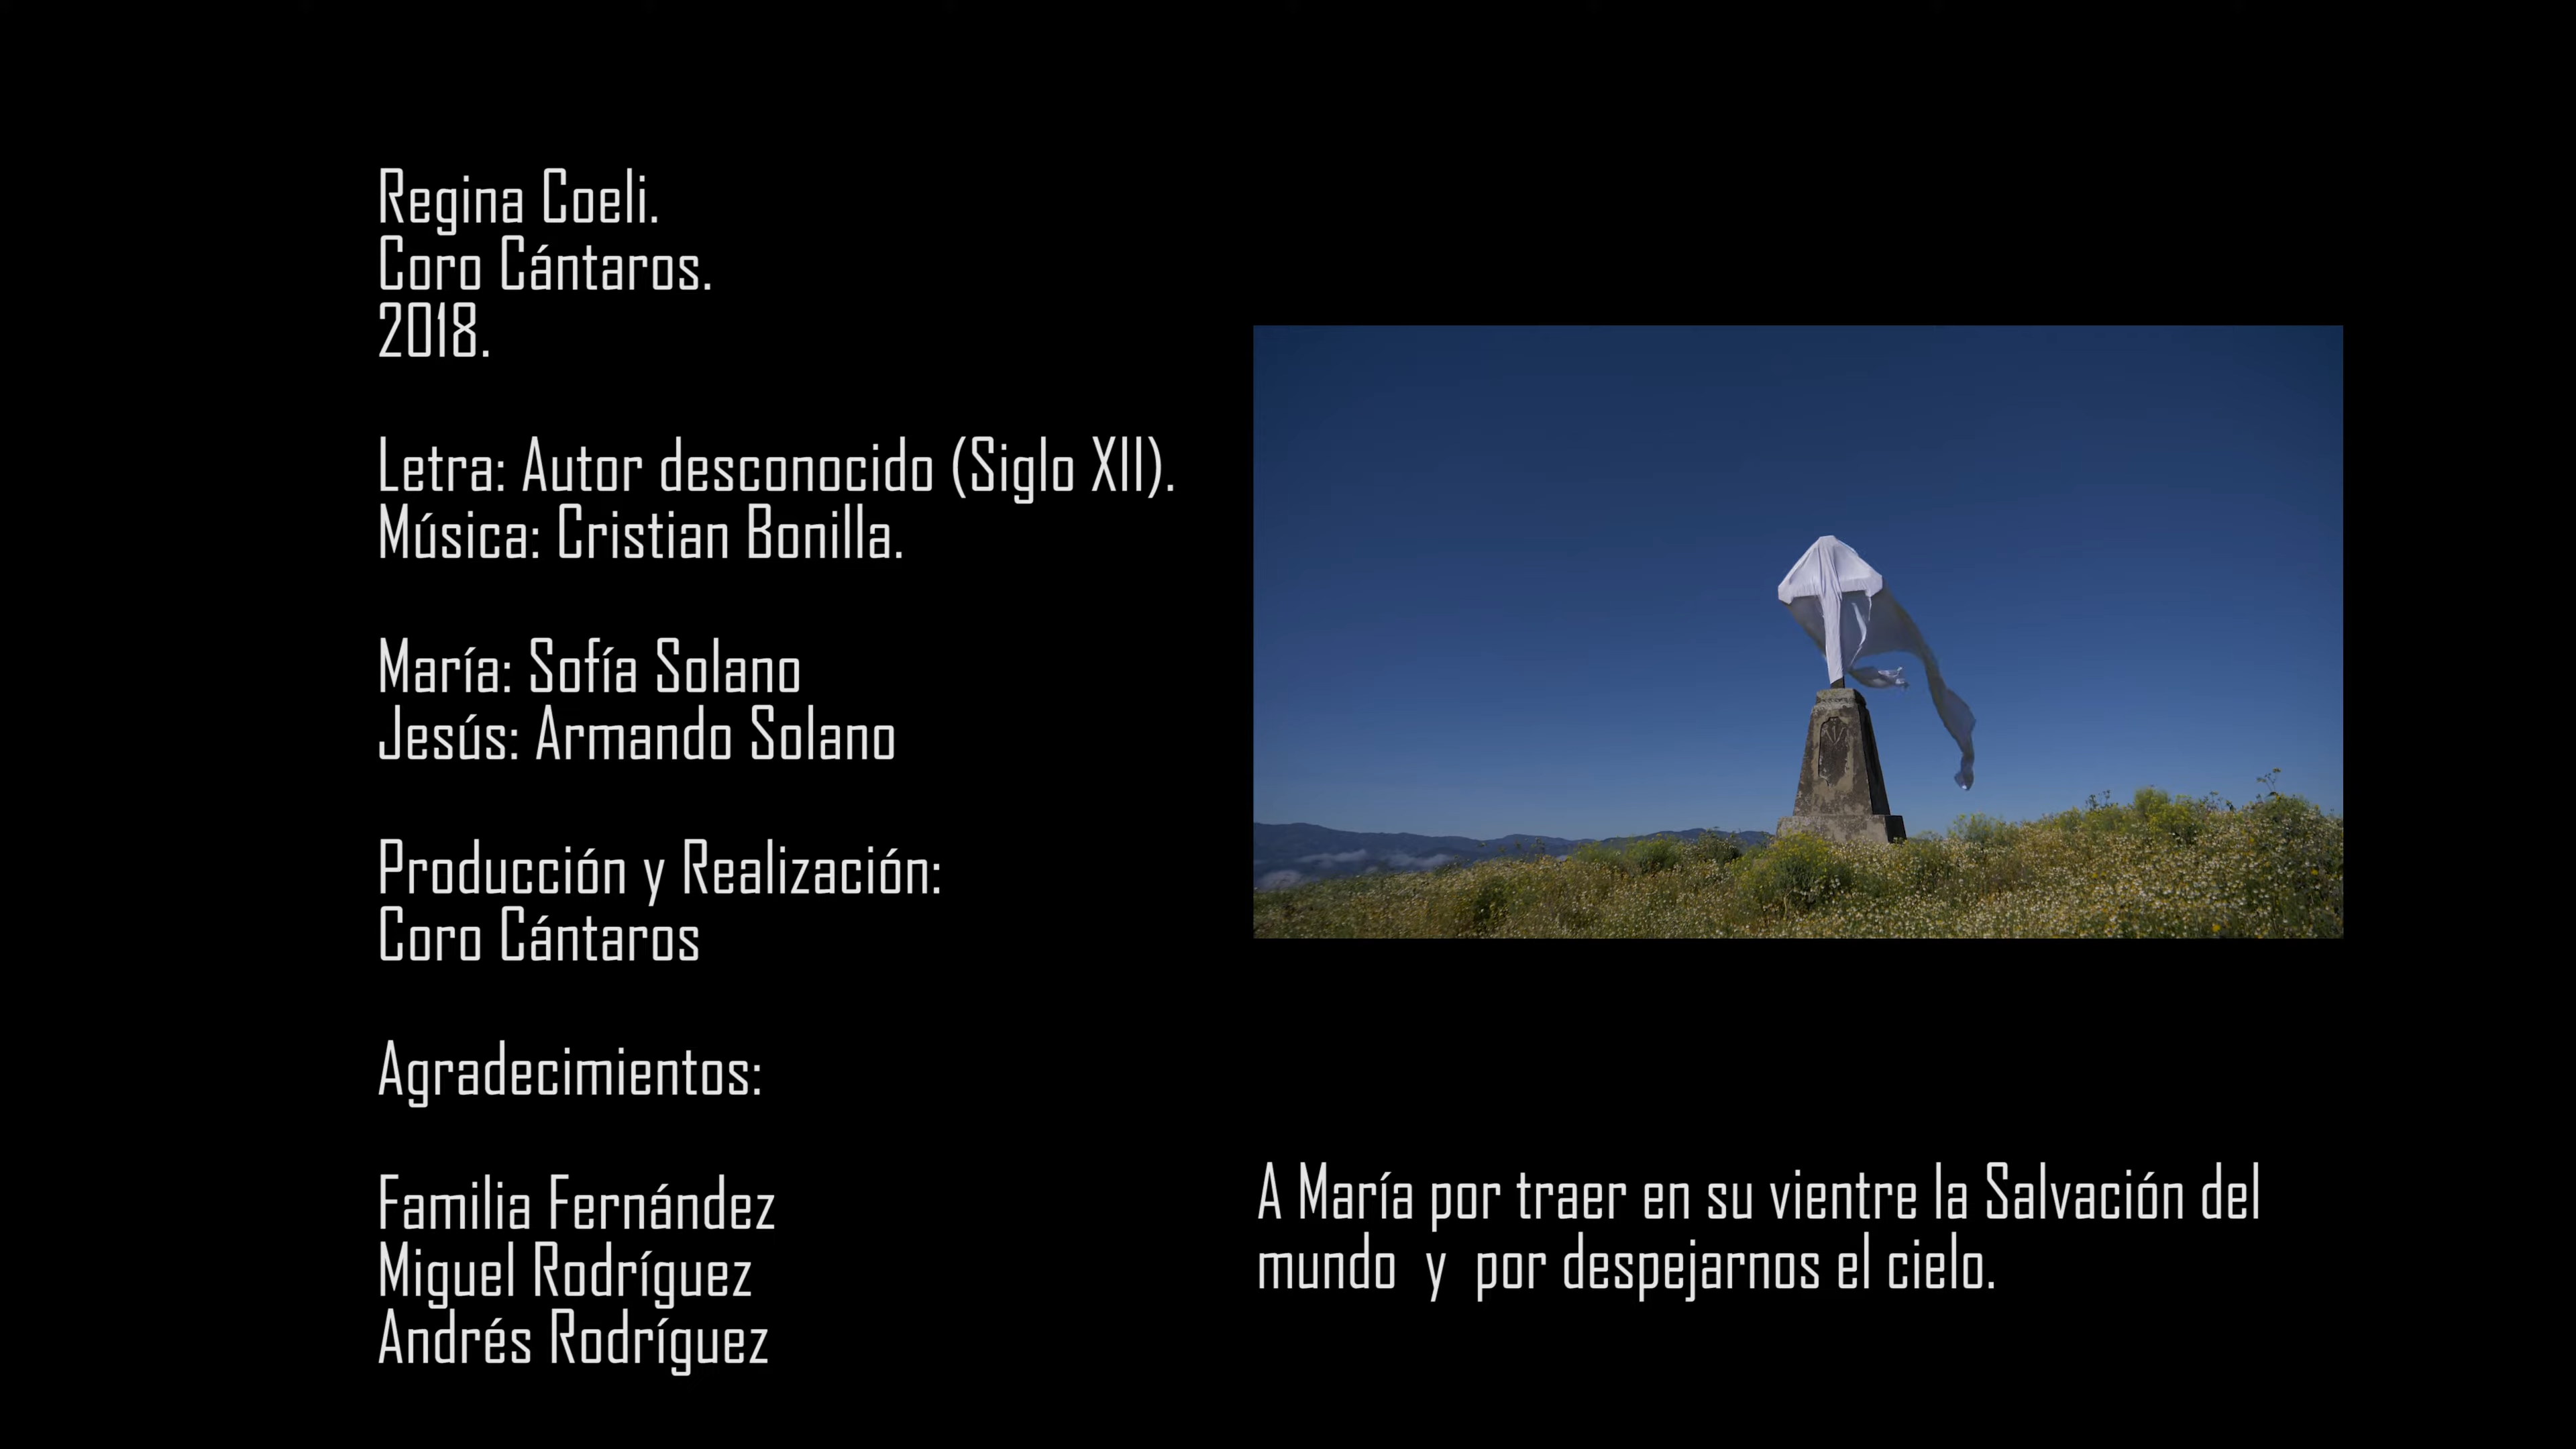 Regina Coeli.
Coro Cántaros.
2018.
Letra: Autor desconocido (Siglo XII).
Música: Cristian Bonilla.
María: Sofía Solano
Jesús: Armando Solano
Producción y Realización:
Coro Cántaros
Agradecimientos:
Familia Fernández
Miguel Rodríguez
Andrés Rodríguez
A María por traer en su vientre la Salvación del
mundo y por despejarnos el cielo.